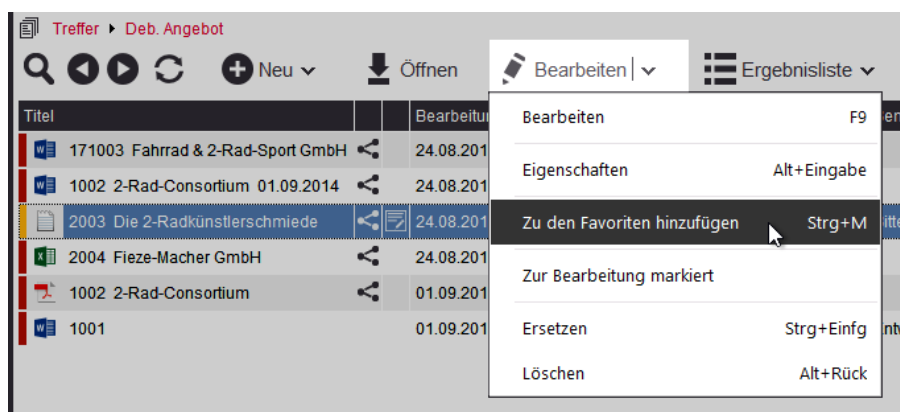 Treffer Deb. Angebot
Neu Öffnen Bearbeiten Ergebnisliste
Titel Bearbeitu
171003 Fahrrad & 2-Rad-Sport GmbH 24.08.201
1002 2-Rad-Consortium 01.09.2014 24.08.201
2003 Die 2-Radkünstlerschmiede 24.08.201
2004 Fieze-Macher GmbH 24.08.201
1002 2-Rad-Consortium 01.09.201
1001 01.09.201
Bearbeiten F9
Eigenschaften Alt+Eingabe
Zu den Favoriten hinzufügen Strg+M
Zur Bearbeitung markiert
Ersetzen Strg+Einfg
Löschen Alt+Rück